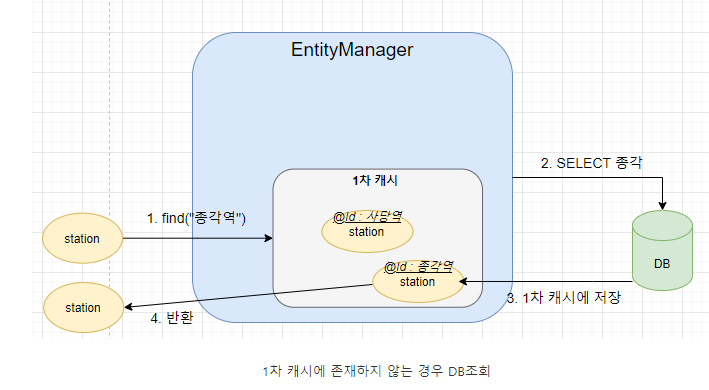 EntityManager
2. SELECT 종각
1차 캐시
1. find("종각역")
@Id : 사당역
station
station
@Id : 종각역
station
DB
station
3. 1차 캐시에 저장
4. 반환
1차 캐시에 존재하지 않는 경우 DB조회